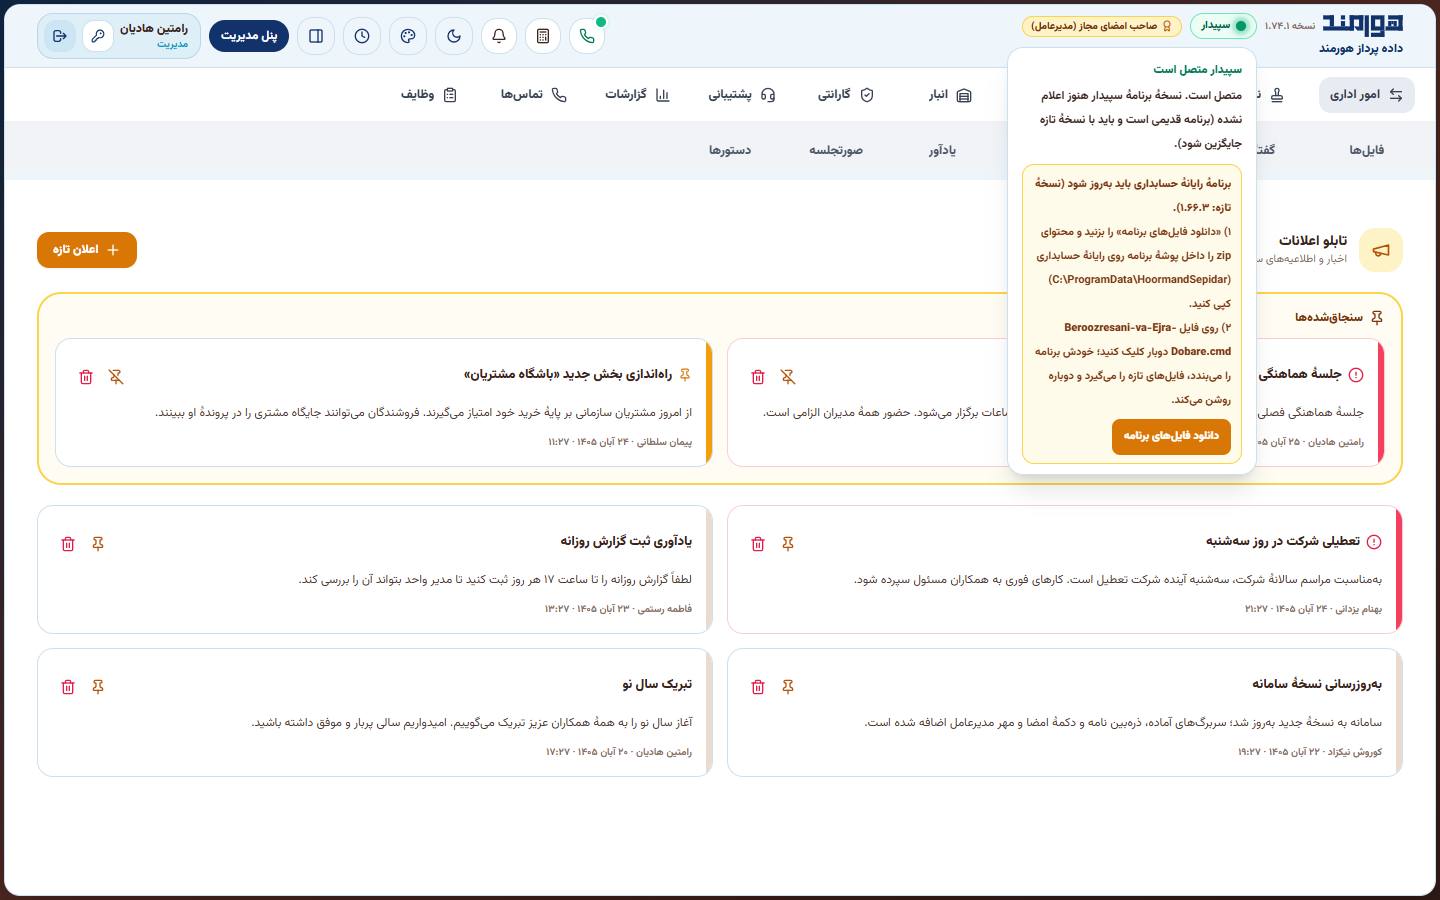 هورمند
داده پرداز هورمند
نسخه ۱.۷۴.۱
سپیدار
صاحب امضای مجاز (مدیرعامل)
پنل مدیریت
رامتین هادیان
مدیریت
امور اداری
انبار
گارانتی
پشتیبانی
گزارشات
تماس‌ها
وظایف
فایل‌ها
یادآور
صورتجلسه
دستورها
سپیدار متصل است
متصل است. نسخهٔ برنامهٔ سپیدار هنوز اعلام
نشده (برنامه قدیمی است و باید با نسخهٔ تازه
جایگزین شود).
برنامهٔ رایانهٔ حسابداری باید به‌روز شود (نسخهٔ
تازه: ۱.۶۶.۳).
۱) «دانلود فایل‌های برنامه» را بزنید و محتوای
zip را داخل پوشهٔ برنامه روی رایانهٔ حسابداری
(C:\ProgramData\HoormandSepidar)
کپی کنید.
۲) روی فایل Beroozresani-va-Ejra-
Dobare.cmd دوبار کلیک کنید؛ خودش برنامه
را می‌بندد، فایل‌های تازه را می‌گیرد و دوباره
روشن می‌کند.
دانلود فایل‌های برنامه
تابلو اعلانات
اخبار و اطلاعیه‌های
اعلان تازه
سنجاق‌شده‌ها
جلسهٔ هماهنگی
جلسهٔ هماهنگی فصلی
برگزار می‌شود. حضور همهٔ مدیران الزامی است.
رامتین هادیان · ۲۵ آبان
راه‌اندازی بخش جدید «باشگاه مشتریان»
از امروز مشتریان سازمانی بر پایهٔ خرید خود امتیاز می‌گیرند. فروشندگان می‌توانند جایگاه مشتری را در پروندهٔ او ببینند.
پیمان سلطانی · ۲۴ آبان ۱۴۰۵ · ۱۱:۲۷
تعطیلی شرکت در روز سه‌شنبه
به‌مناسبت مراسم سالانهٔ شرکت، سه‌شنبه آینده شرکت تعطیل است. کارهای فوری به همکاران مسئول سپرده شود.
بهنام یزدانی · ۲۴ آبان ۱۴۰۵ · ۲۱:۲۷
یادآوری ثبت گزارش روزانه
لطفاً گزارش روزانه را تا ساعت ۱۷ هر روز ثبت کنید تا مدیر واحد بتواند آن را بررسی کند.
فاطمه رستمی · ۲۳ آبان ۱۴۰۵ · ۱۳:۲۷
به‌روزرسانی نسخهٔ سامانه
سامانه به نسخهٔ جدید به‌روز شد؛ سربرگ‌های آماده، ذره‌بین نامه و دکمهٔ امضا و مهر مدیرعامل اضافه شده است.
کوروش نیکزاد · ۲۲ آبان ۱۴۰۵ · ۱۹:۲۷
تبریک سال نو
آغاز سال نو را به همهٔ همکاران عزیز تبریک می‌گوییم. امیدواریم سالی پربار و موفق داشته باشید.
رامتین هادیان · ۲۰ آبان ۱۴۰۵ · ۱۷:۲۷